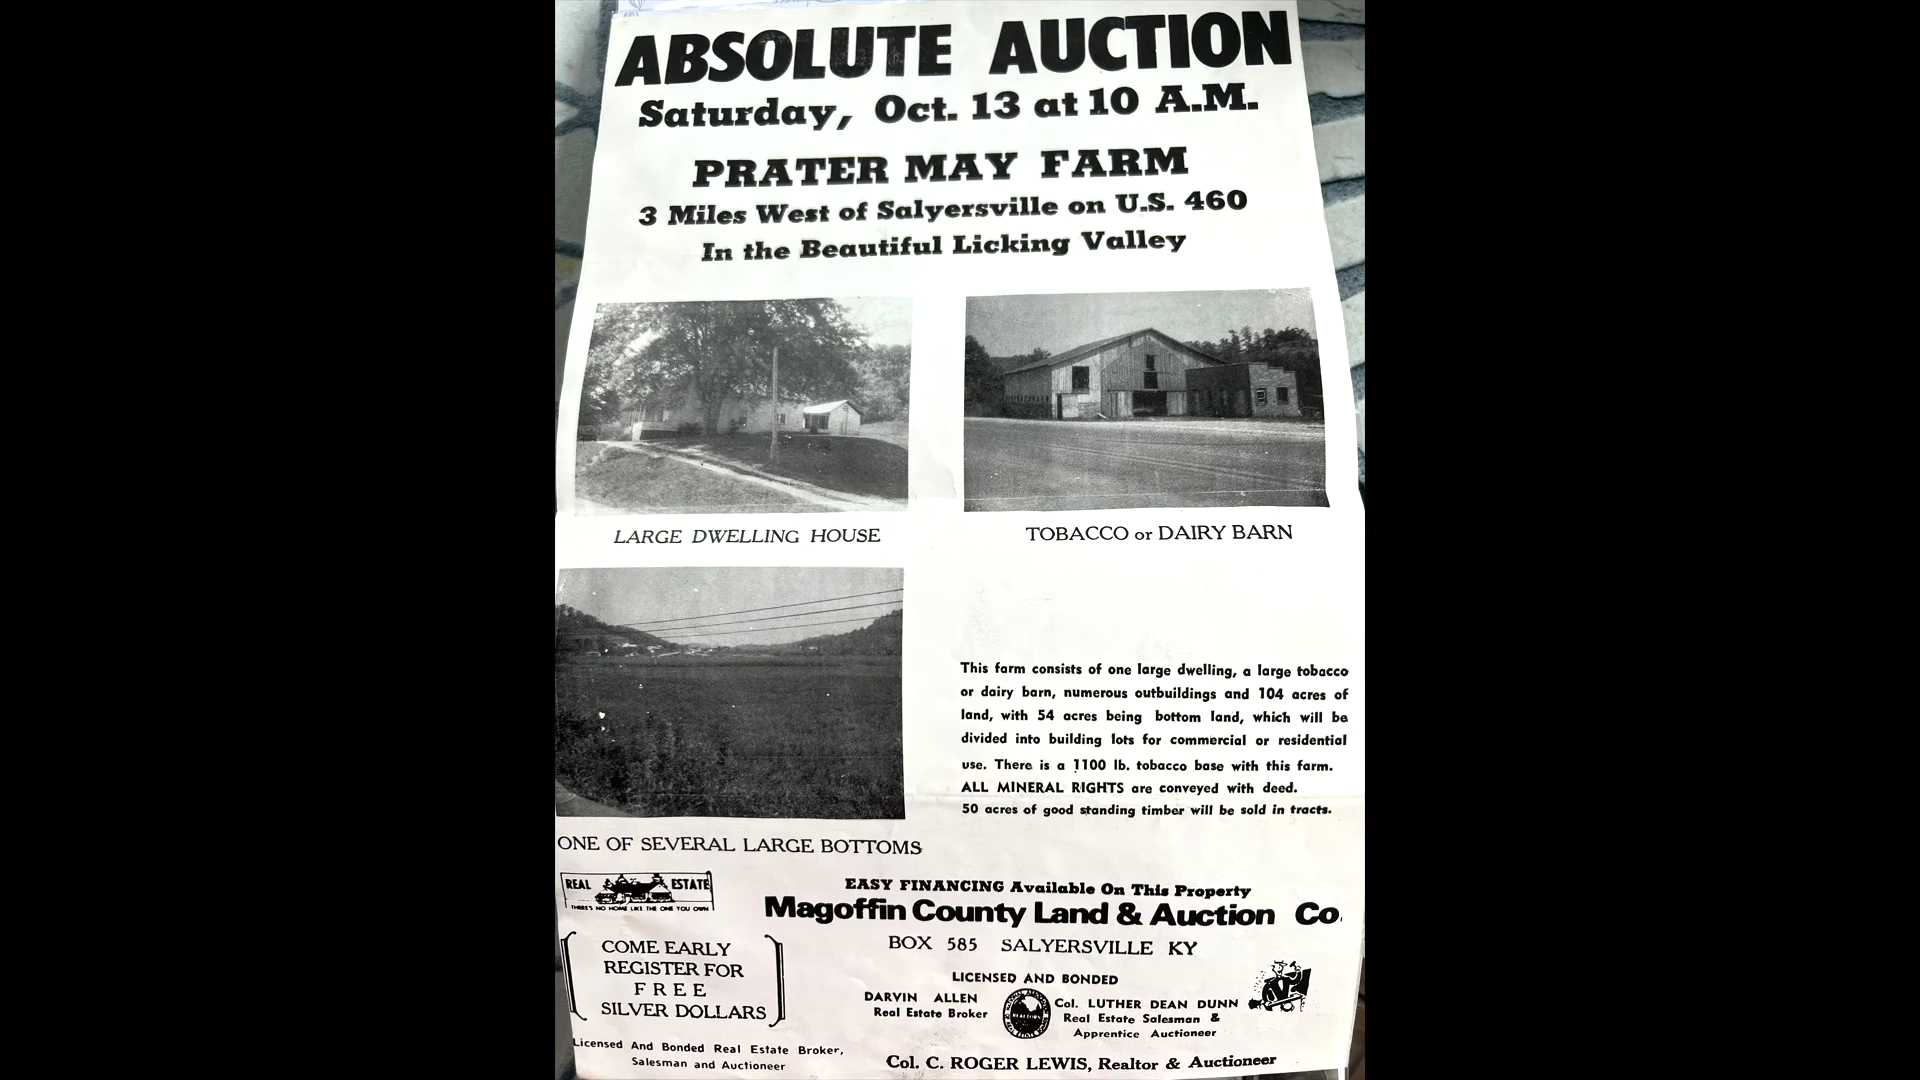 ABSOLUTE AUCTION
Saturday, Oct. 13 at 10 A.M.
PRATER MAY FARM
3 Miles West of Salyersville on U.S. 460
In the Beautiful Licking Valley
LARGE DWELLING HOUSE
TOBACCO or DAIRY BARN
ONE OF SEVERAL LARGE BOTTOMS
This farm consists of one large dwelling, a large tobacco
or dairy barn, numerous outbuildings and 104 acres of
land, with 54 acres being bottom land, which will be
divided into building lots for commercial or residential
use. There is a 1100 lb. tobacco base with this farm.
ALL MINERAL RIGHTS are conveyed with deed.
50 acres of good standing timber will be sold in tracts.
REAL ESTATE
THERE'S NO HOME LIKE THE ONE YOU OWN
EASY FINANCING Available On This Property
Magoffin County Land & Auction Co.
BOX 585 SALYERSVILLE KY
COME EARLY
REGISTER FOR
FREE
SILVER DOLLARS
LICENSED AND BONDED
DARVIN ALLEN
Real Estate Broker
Col. LUTHER DEAN DUNN
Real Estate Salesman &
Apprentice Auctioneer
Licensed And Bonded Real Estate Broker,
Salesman and Auctioneer
Col. C. ROGER LEWIS, Realtor & Auctioneer